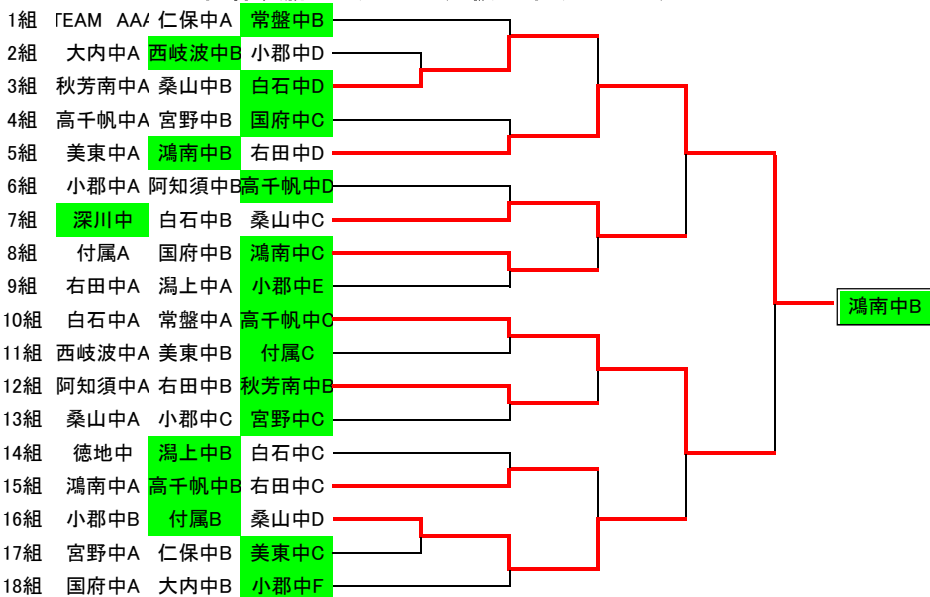 1組 TEAM AAA 仁保中A 常盤中B
2組 大内中A 西岐波中B 小郡中D
3組 秋芳南中A 桑山中B 白石中D
4組 高千帆中A 宮野中B 国府中C
5組 美東中A 鴻南中B 右田中D
6組 小郡中A 阿知須中B 高千帆中D
7組 深川中 白石中B 桑山中C
8組 付属A 国府中B 鴻南中C
9組 右田中A 潟上中A 小郡中E
鴻南中B
10組 白石中A 常盤中A 高千帆中C
11組 西岐波中A 美東中B 付属C
12組 阿知須中A 右田中B 秋芳南中B
13組 桑山中A 小郡中C 宮野中C
14組 徳地中 潟上中B 白石中C
15組 鴻南中A 高千帆中B 右田中C
16組 小郡中B 付属B 桑山中D
17組 宮野中A 仁保中B 美東中C
18組 国府中A 大内中B 小郡中F